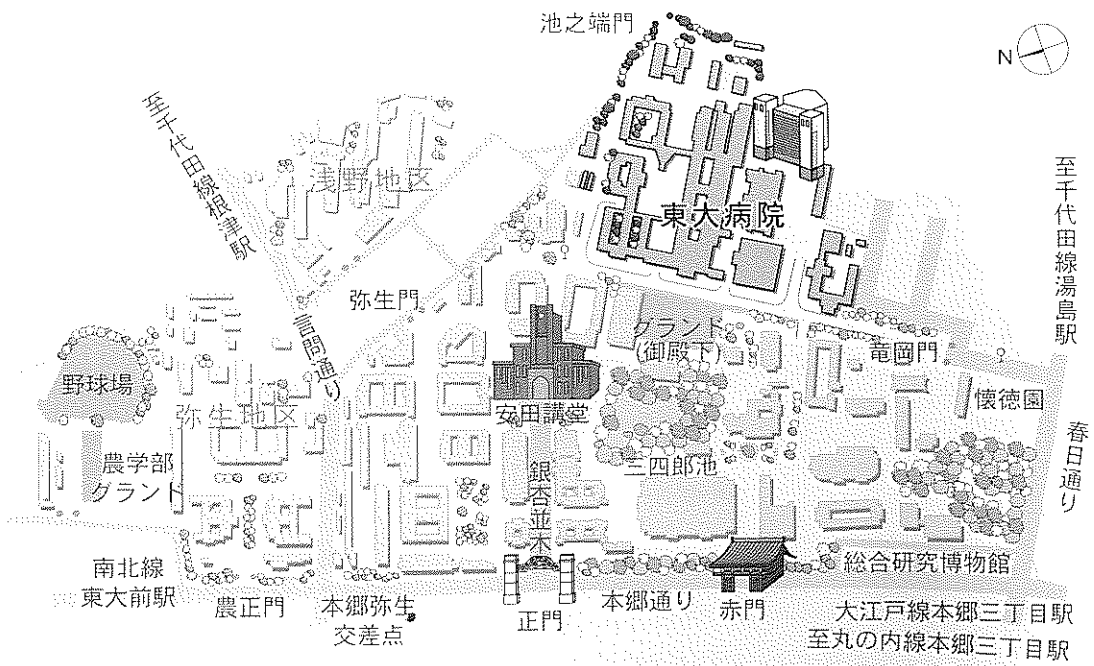 池之端門
N
至千代田線根津駅
浅野地区
東大病院
至千代田線湯島駅
弥生門
言問通り
グランド
(御殿下)
竜岡門
野球場
弥生地区
安田講堂
懐徳園
春日通り
農学部
グランド
三四郎池
銀杏並木
総合研究博物館
南北線
東大前駅
農正門
本郷弥生
交差点
正門
本郷通り
赤門
大江戸線本郷三丁目駅
至丸の内線本郷三丁目駅